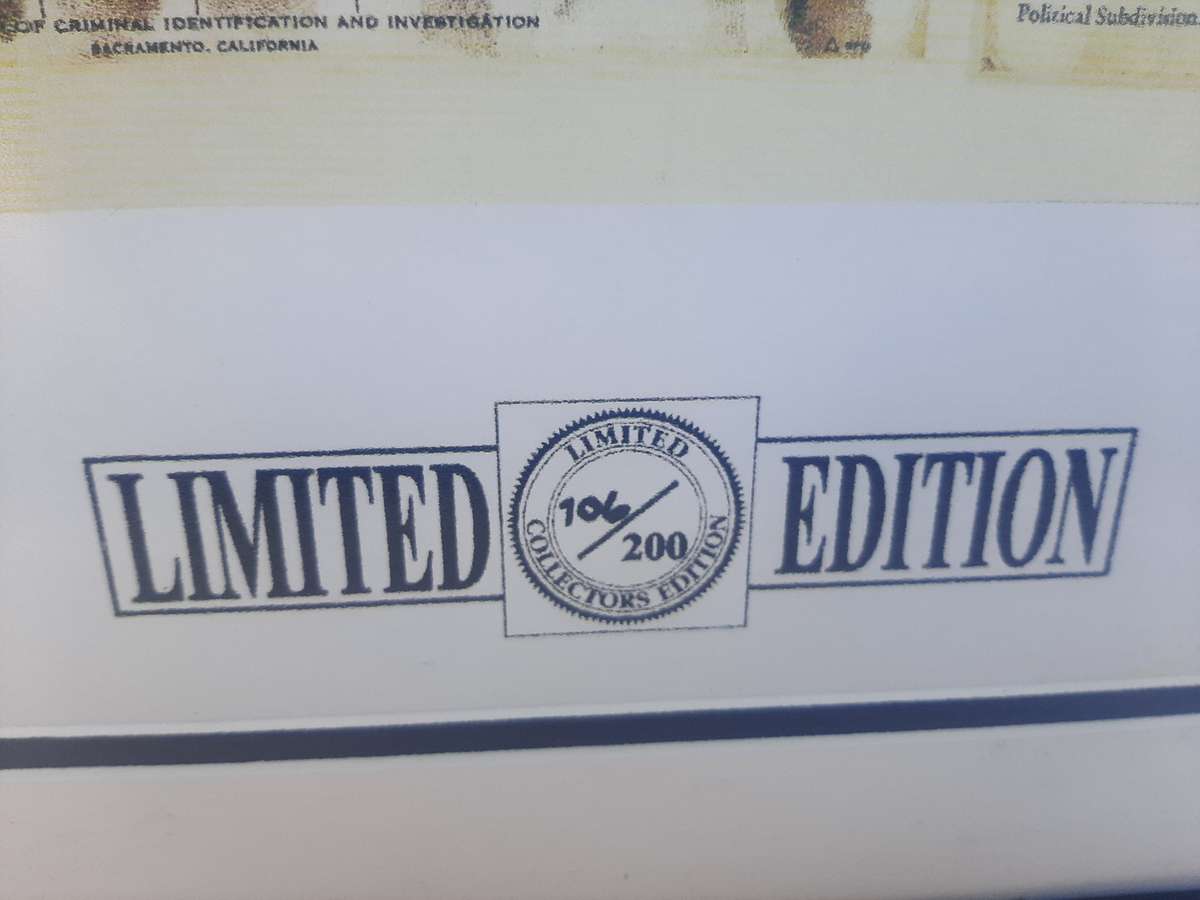 OF CRIMINAL IDENTIFICATION AND INVESTIGATION
SACRAMENTO, CALIFORNIA
Political Subdivision
LIMITED
LIMITED
106/200
COLLECTORS EDITION
EDITION